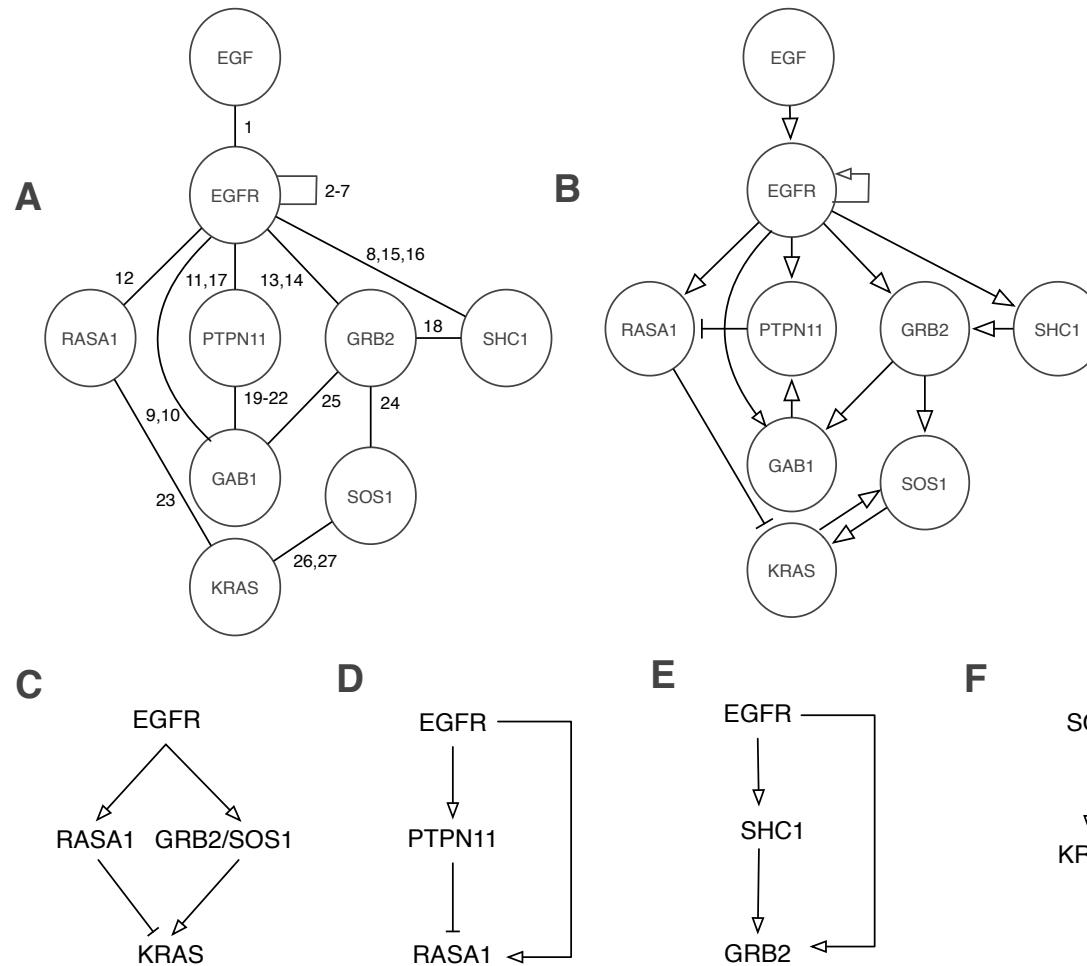 A
EGF
1
EGFR
2-7
8,15,16
12
11,17
13,14
RASA1
PTPN11
GRB2
18
SHC1
9,10
19-22
25
24
GAB1
SOS1
23
26,27
KRAS
B
EGF
EGFR
RASA1
PTPN11
GRB2
SHC1
GAB1
SOS1
KRAS
C
EGFR
RASA1 GRB2/SOS1
KRAS
D
EGFR
PTPN11
RASA1
E
EGFR
SHC1
GRB2
F